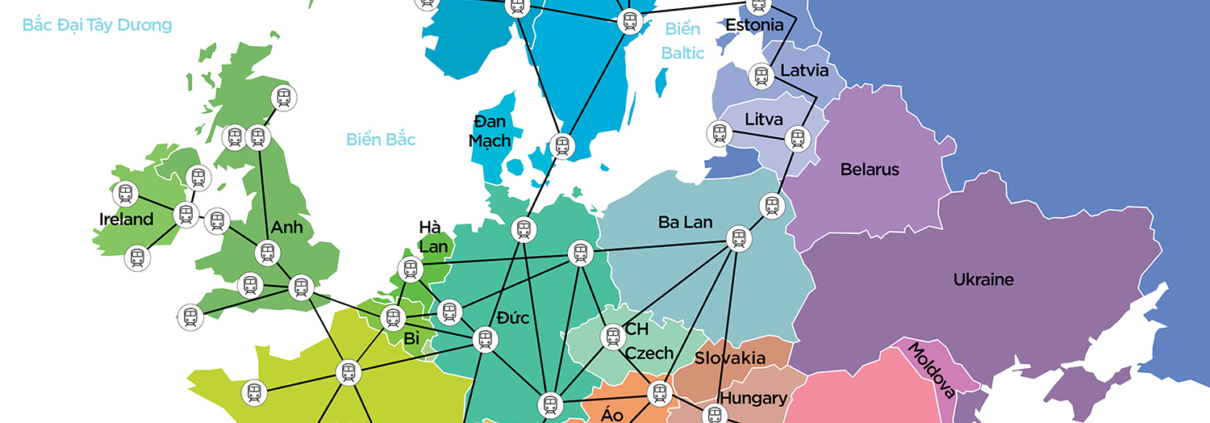 Bắc Đại Tây Dương
Biển
Baltic
Estonia
Latvia
Đan
Mạch
Litva
Biển Bắc
Belarus
Ireland
Anh
Hà
Lan
Ba Lan
Ukraine
Đức
Bỉ
CH
Czech
Slovakia
Moldova
Hungary
Áo